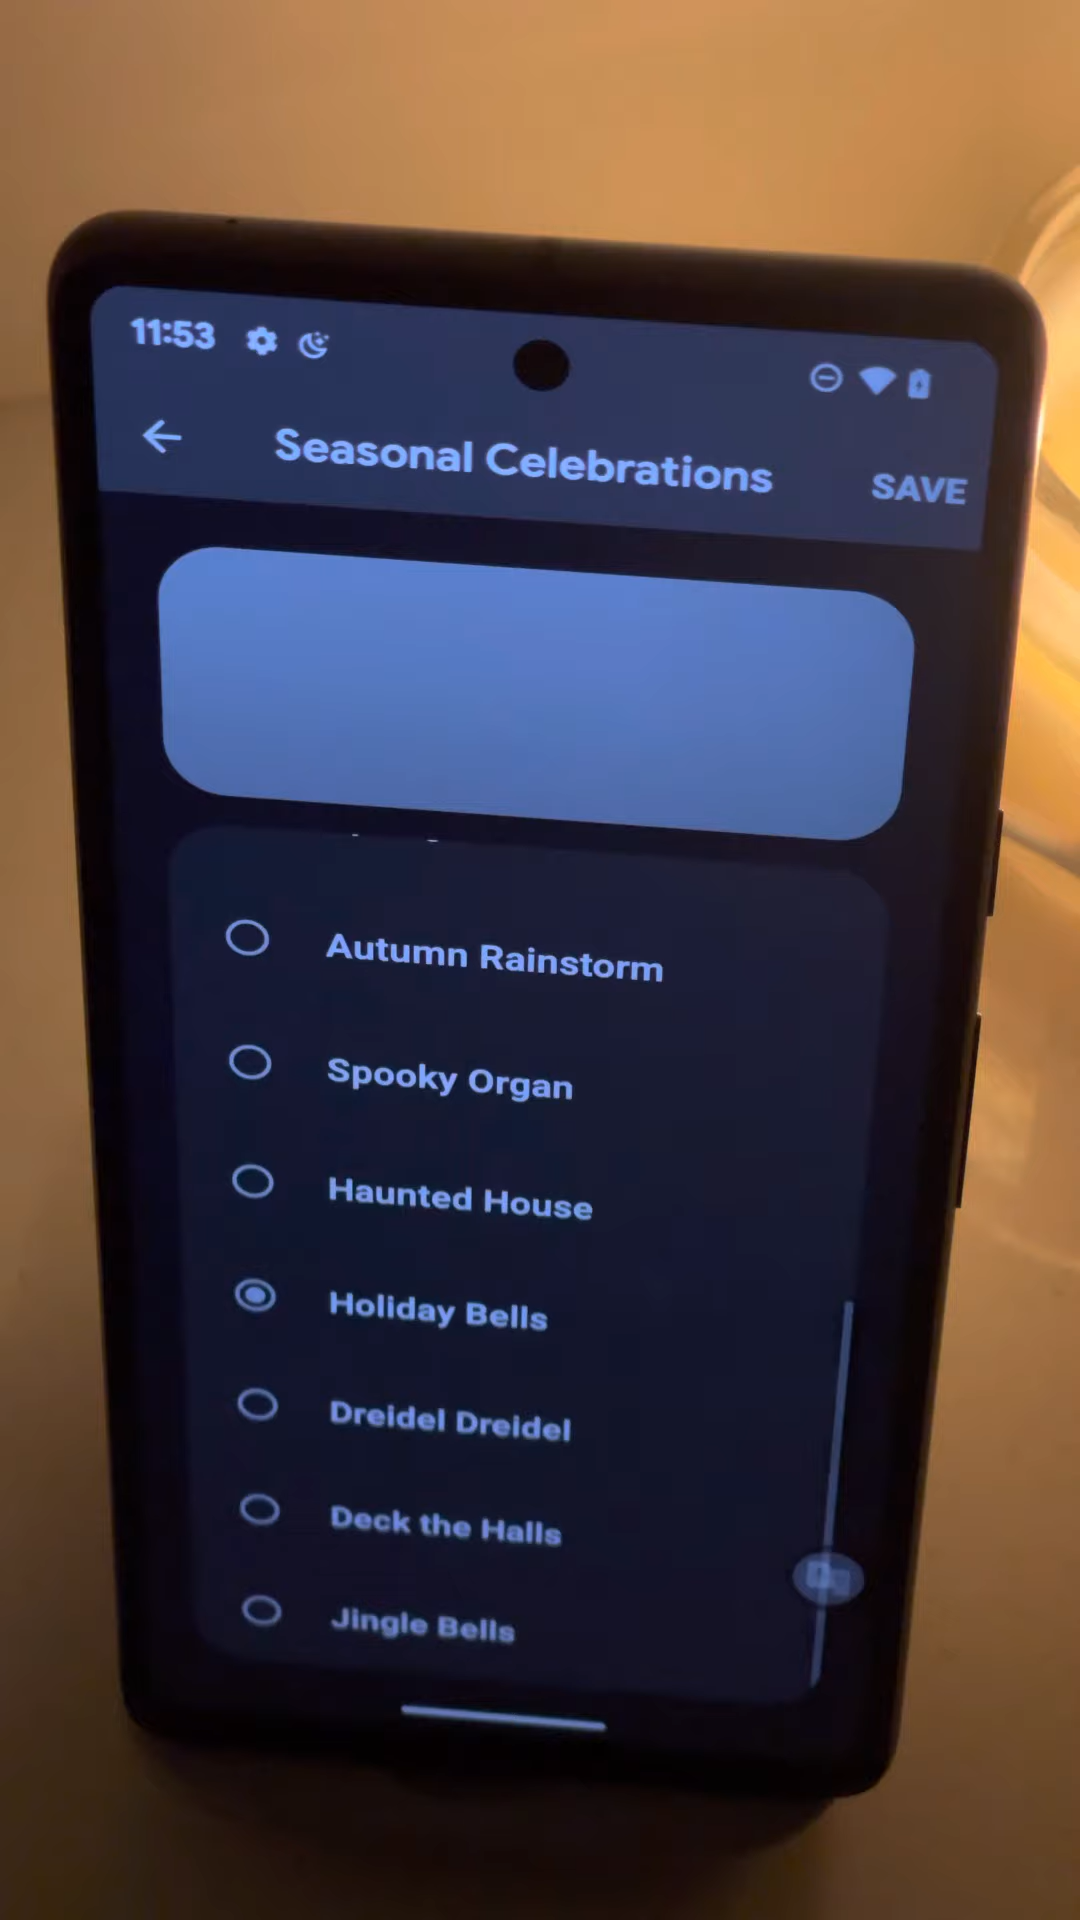 11:53
Seasonal Celebrations
SAVE
Autumn Rainstorm
Spooky Organ
Haunted House
Holiday Bells
Dreidel Dreidel
Deck the Halls
Jingle Bells